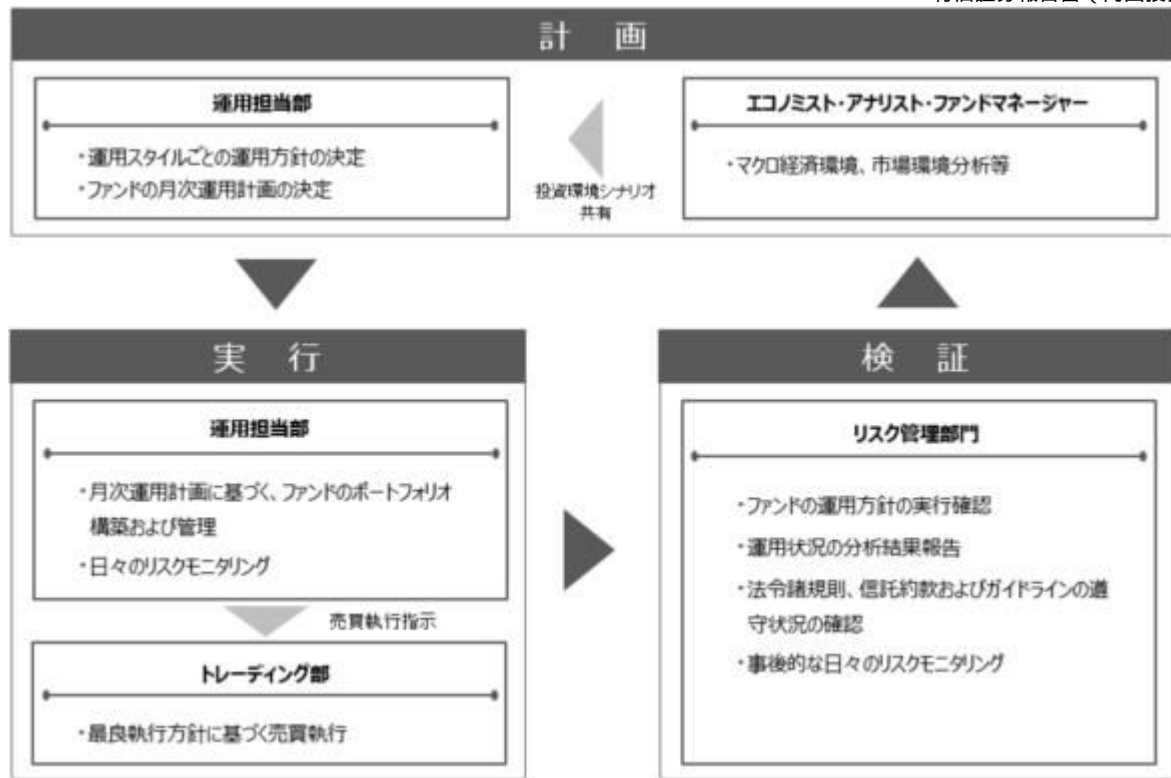 計 画
運用担当部
・運用スタイルごとの運用方針の決定
・ファンドの月次運用計画の決定
投資環境シナリオ
共有
エコノミスト・アナリスト・ファンドマネージャー
・マクロ経済環境、市場環境分析等
実 行
運用担当部
・月次運用計画に基づく、ファンドのポートフォリオ
構築および管理
・日々のリスクモニタリング
売買執行指示
トレーディング部
・最良執行方針に基づく売買執行
検 証
リスク管理部門
・ファンドの運用方針の実行確認
・運用状況の分析結果報告
・法令諸規則、信託約款およびガイドラインの遵
守状況の確認
・事後的な日々のリスクモニタリング